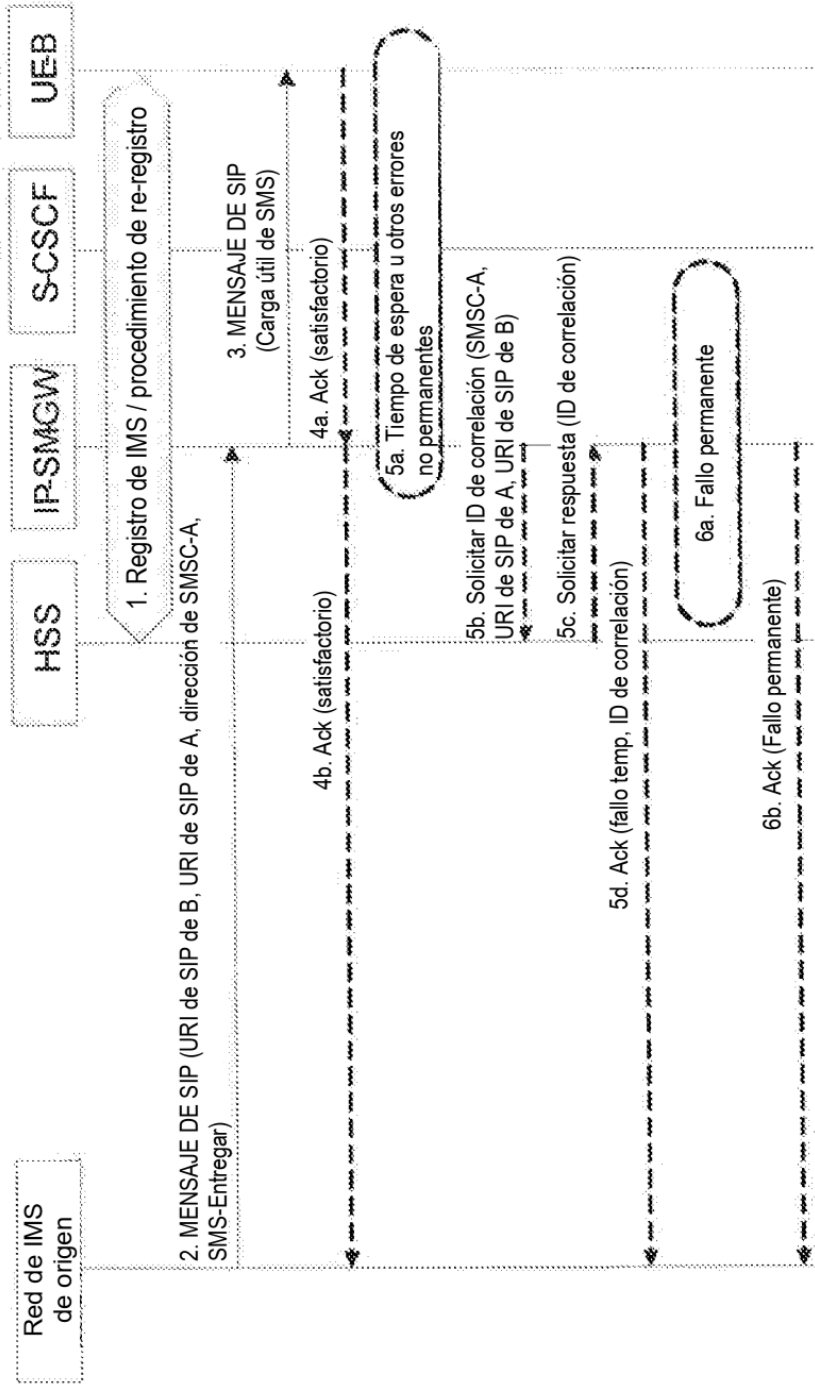 Red de IMS
de origen
HSS
IP-SMGW
S-CSCF
UE-B
1. Registro de IMS / procedimiento de re-registro
2. MENSAJE DE SIP (URI de SIP de B, URI de SIP de A, dirección de SMSC-A,
SMS-Entregar)
3. MENSAJE DE SIP
(Carga útil de SMS)
4a. Ack (satisfactorio)
4b. Ack (satisfactorio)
5a. Tiempo de espera u otros errores
no permanentes
5b. Solicitar ID de correlación (SMSC-A,
URI de SIP de A, URI de SIP de B)
5c. Solicitar respuesta (ID de correlación)
5d. Ack (fallo temp, ID de correlación)
6a. Fallo permanente
6b. Ack (Fallo permanente)